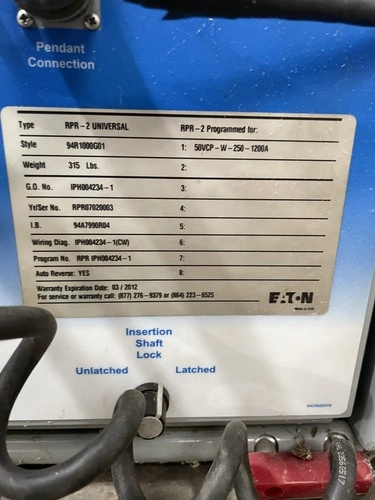 Pendant
Connection
Type RPR-2 UNIVERSAL RPR-2 Programmed for:
Style 94R1000G01 1: 50VCP-W-250-1200A
Weight 315 Lbs. 2:
G.O. No. IPH004234-1 3:
Yr/Ser No. RPR07020003 4:
I.B. 94A7990R04 5:
Wiring Diag. IPH004234-1(CW) 6:
Program No. RPR IPH004234-1 7:
Auto Reverse: YES 8:
Warranty Expiration Date: 03/2012
For service or warranty call: (877) 276-9379 or (864) 223-6525
EATON
Made in USA
Insertion
Shaft
Lock
Unlatched Latched